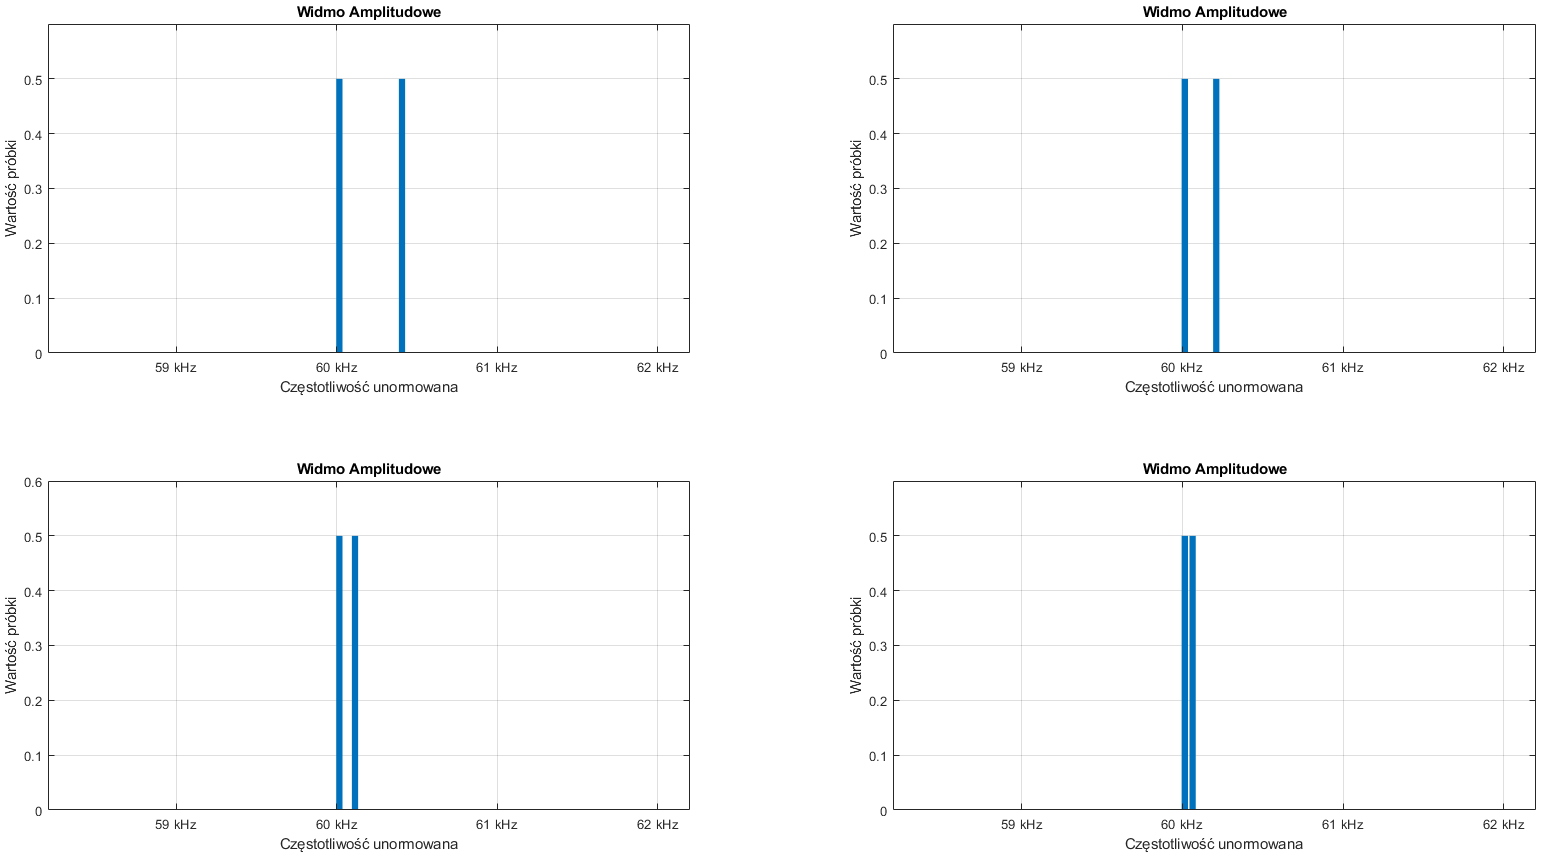 Widmo Amplitudowe
Wartość próbki
0.5
0.4
0.3
0.2
0.1
0
59 kHz 60 kHz 61 kHz 62 kHz
Częstotliwość unormowana
Widmo Amplitudowe
Wartość próbki
0.5
0.4
0.3
0.2
0.1
0
59 kHz 60 kHz 61 kHz 62 kHz
Częstotliwość unormowana
Widmo Amplitudowe
Wartość próbki
0.6
0.5
0.4
0.3
0.2
0.1
0
59 kHz 60 kHz 61 kHz 62 kHz
Częstotliwość unormowana
Widmo Amplitudowe
Wartość próbki
0.5
0.4
0.3
0.2
0.1
0
59 kHz 60 kHz 61 kHz 62 kHz
Częstotliwość unormowana